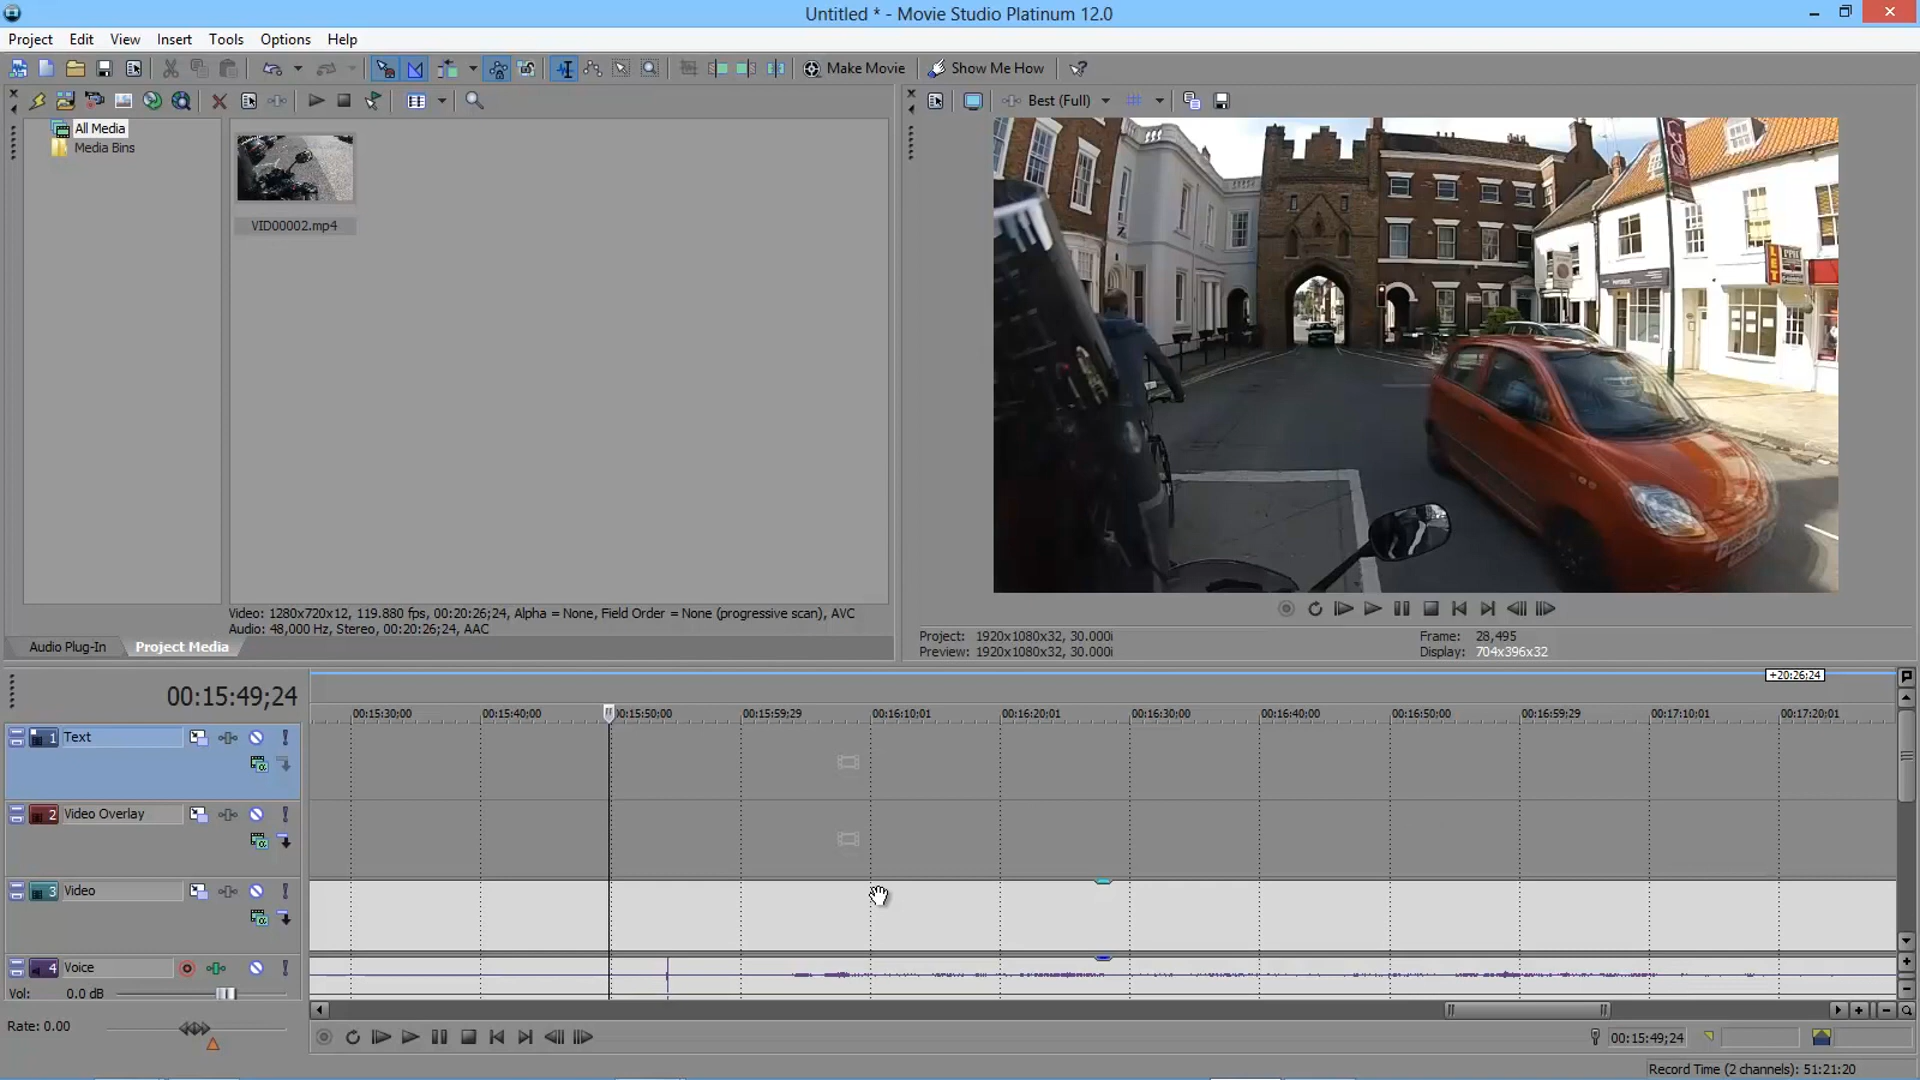 Untitled * - Movie Studio Platinum 12.0
Project Edit View Insert Tools Options Help
Make Movie Show Me How
Best (Full)
All Media
Media Bins
VID00002.mp4
LET
Video: 1280x720x12, 119.880 fps, 00:20:26;24, Alpha = None, Field Order = None (progressive scan), AVC
Audio: 48,000 Hz, Stereo, 00:20:26;24, AAC
Audio Plug-In Project Media
Project: 1920x1080x32, 30.000i
Preview: 1920x1080x32, 30.000i
Frame: 28,495
Display: 704x396x32
+20:26;24
00:15:49;24
00:15:30;00 00:15:40;00 00:15:50;00 00:15:59;29 00:16:10;01 00:16:20;01 00:16:30;00 00:16:40;00 00:16:50;00 00:16:59;29 00:17:10;01 00:17:20;01
1 Text
2 Video Overlay
3 Video
4 Voice
Vol: 0.0 dB
Rate: 0.00
00:15:49;24
Record Time (2 channels): 51:21:20